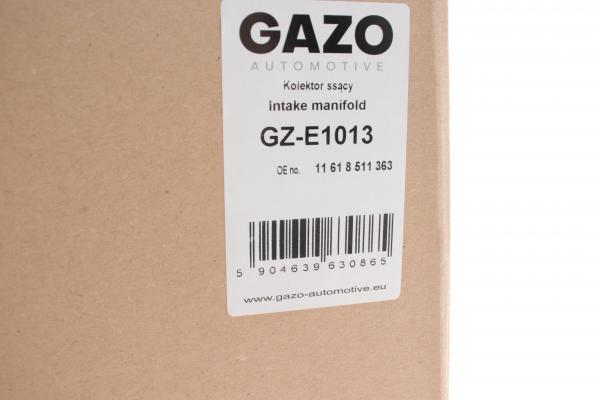 GAZO
AUTOMOTIVE
Kolektor ssący
Intake manifold
GZ-E1013
OE no. 11 61 8 511 363
5 904639 630865
www.gazo-automotive.eu